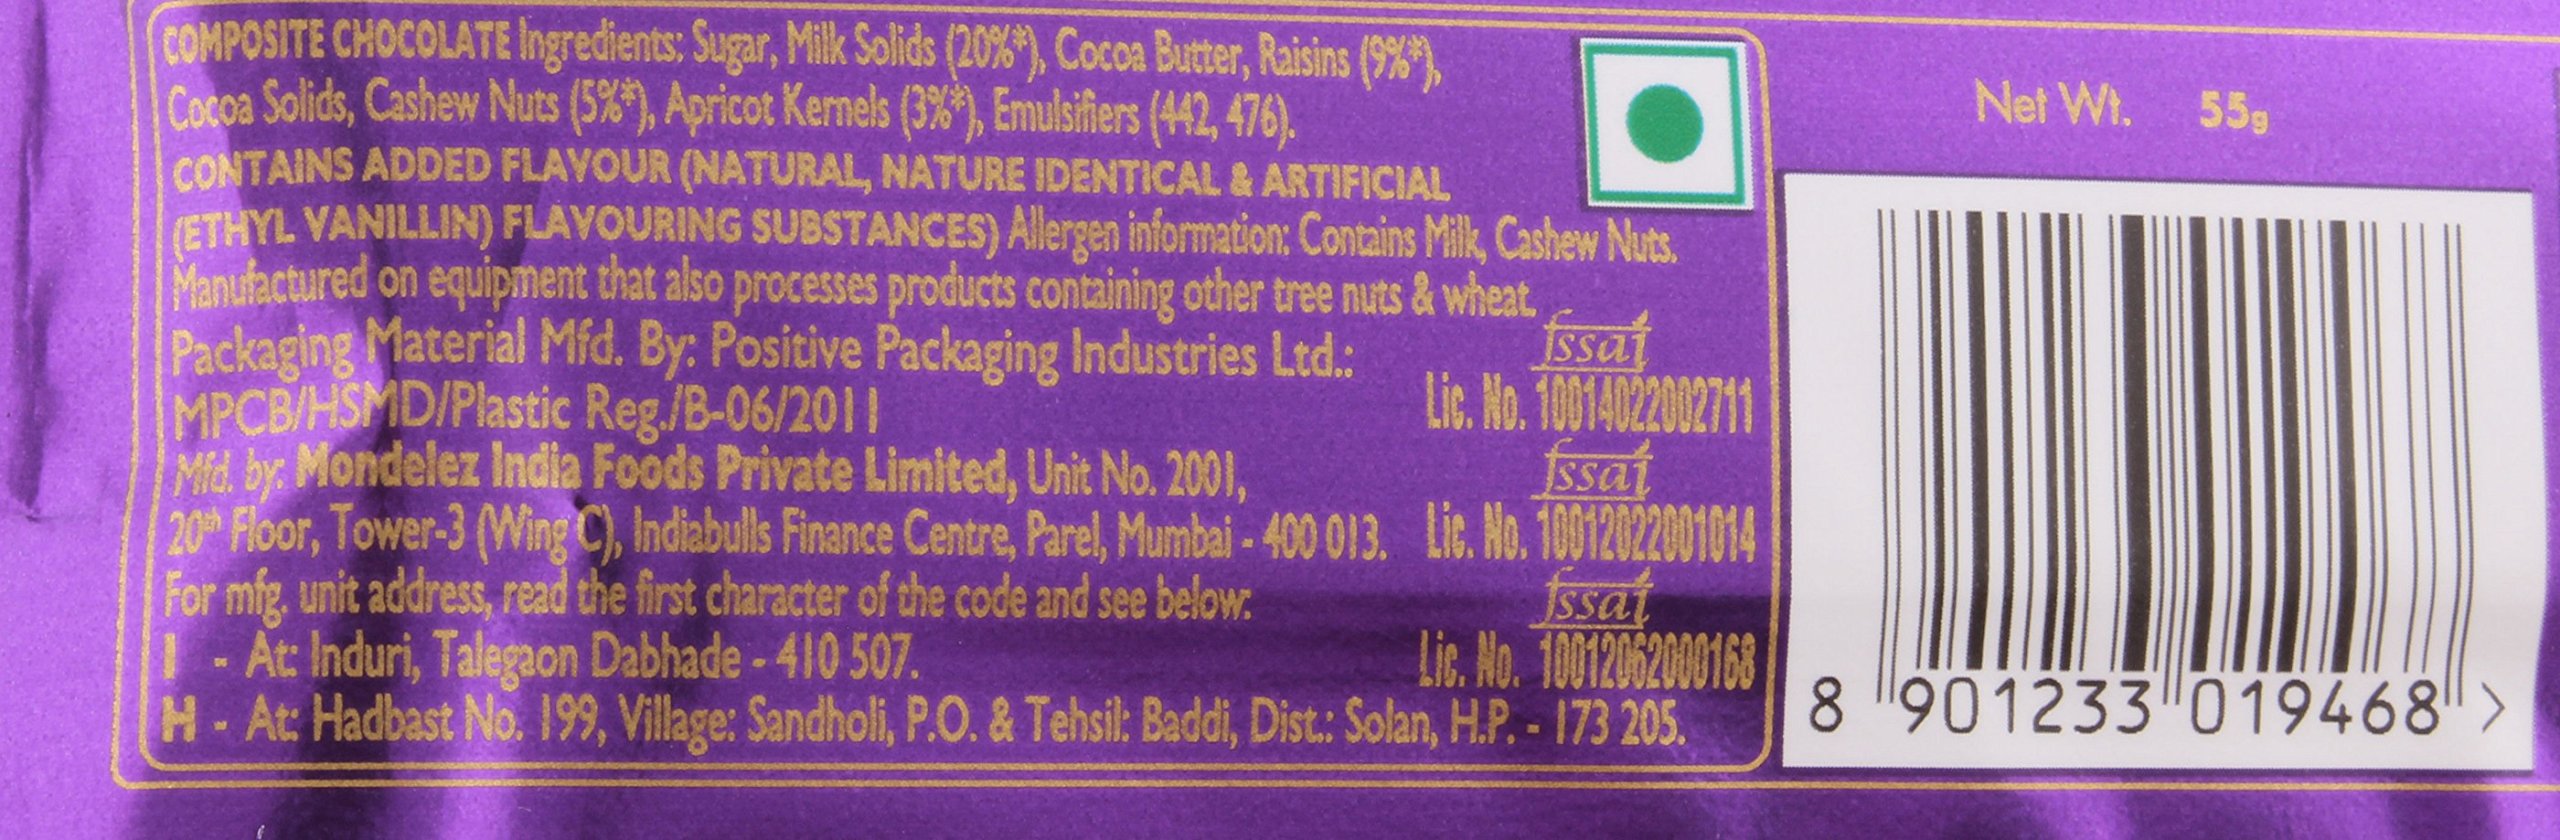 COMPOSITE CHOCOLATE Ingredients: Sugar, Milk Solids (20%*), Cocoa Butter, Raisins (9%*),
Cocoa Solids, Cashew Nuts (5%*), Apricot Kernels (3%*), Emulsifiers (442, 476).
CONTAINS ADDED FLAVOUR (NATURAL, NATURE IDENTICAL & ARTIFICIAL
(ETHYL VANILLIN) FLAVOURING SUBSTANCES) Allergen information: Contains Milk, Cashew Nuts.
Manufactured on equipment that also processes products containing other tree nuts & wheat.
Packaging Material Mfd. By: Positive Packaging Industries Ltd.:
MPCB/HSMD/Plastic Reg./B-06/2011
Mfd. by: Mondelez India Foods Private Limited, Unit No. 2001,
20th Floor, Tower-3 (Wing C), Indiabulls Finance Centre, Parel, Mumbai - 400 013.
For mfg. unit address, read the first character of the code and see below:
I - At: Induri, Talegaon Dabhade - 410 507.
H - At: Hadbast No. 199, Village: Sandholi, P.O. & Tehsil: Baddi, Dist.: Solan, H.P. - 173 205.
fssai
Lic. No. 10014022002711
fssai
Lic. No. 10012022001014
fssai
Lic. No. 10012062000168
Net Wt. 55g
8 901233 019468 >